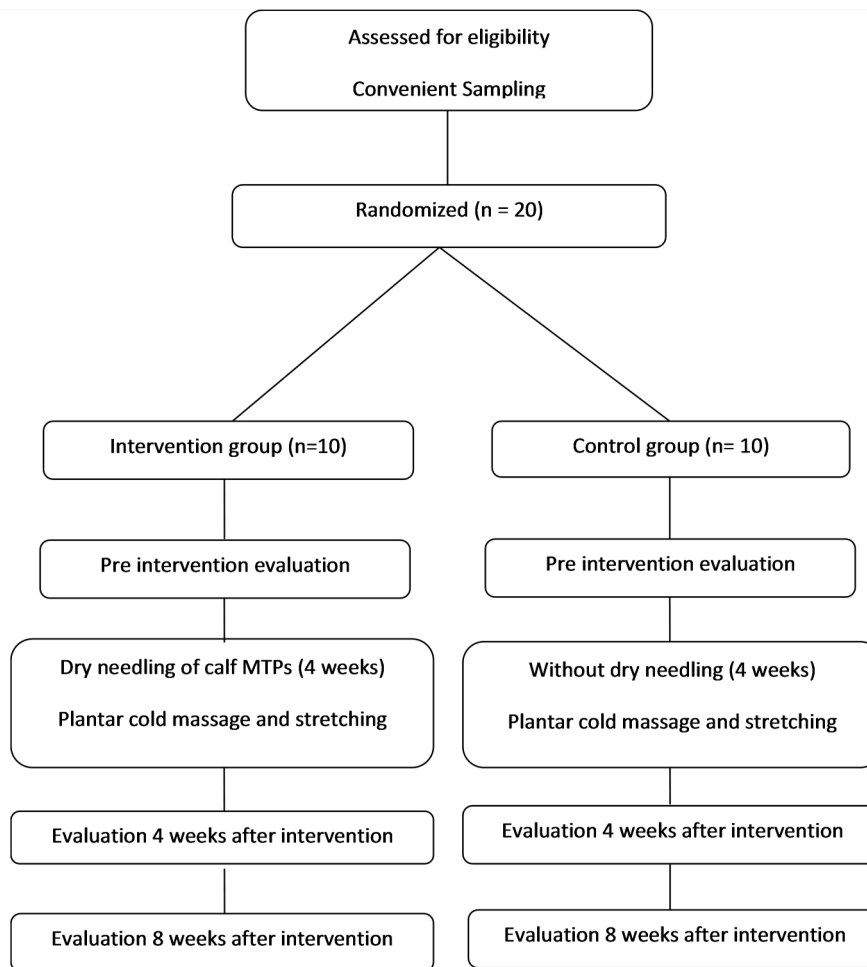 Assessed for eligibility
Convenient Sampling
Randomized (n = 20)
Intervention group (n=10)
Control group (n= 10)
Pre intervention evaluation
Pre intervention evaluation
Dry needling of calf MTPs (4 weeks)
Plantar cold massage and stretching
Without dry needling (4 weeks)
Plantar cold massage and stretching
Evaluation 4 weeks after intervention
Evaluation 4 weeks after intervention
Evaluation 8 weeks after intervention
Evaluation 8 weeks after intervention